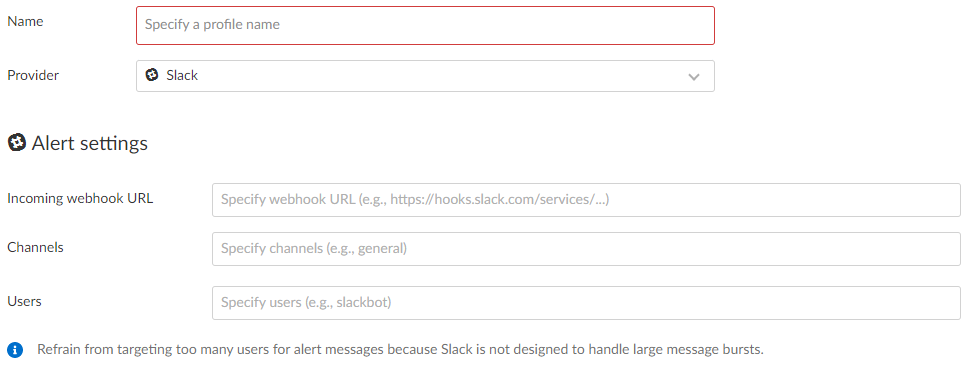 Name
Specify a profile name
Provider
Slack
Alert settings
Incoming webhook URL
Specify webhook URL (e.g., https://hooks.slack.com/services/...)
Channels
Specify channels (e.g., general)
Users
Specify users (e.g., slackbot)
Refrain from targeting too many users for alert messages because Slack is not designed to handle large message bursts.